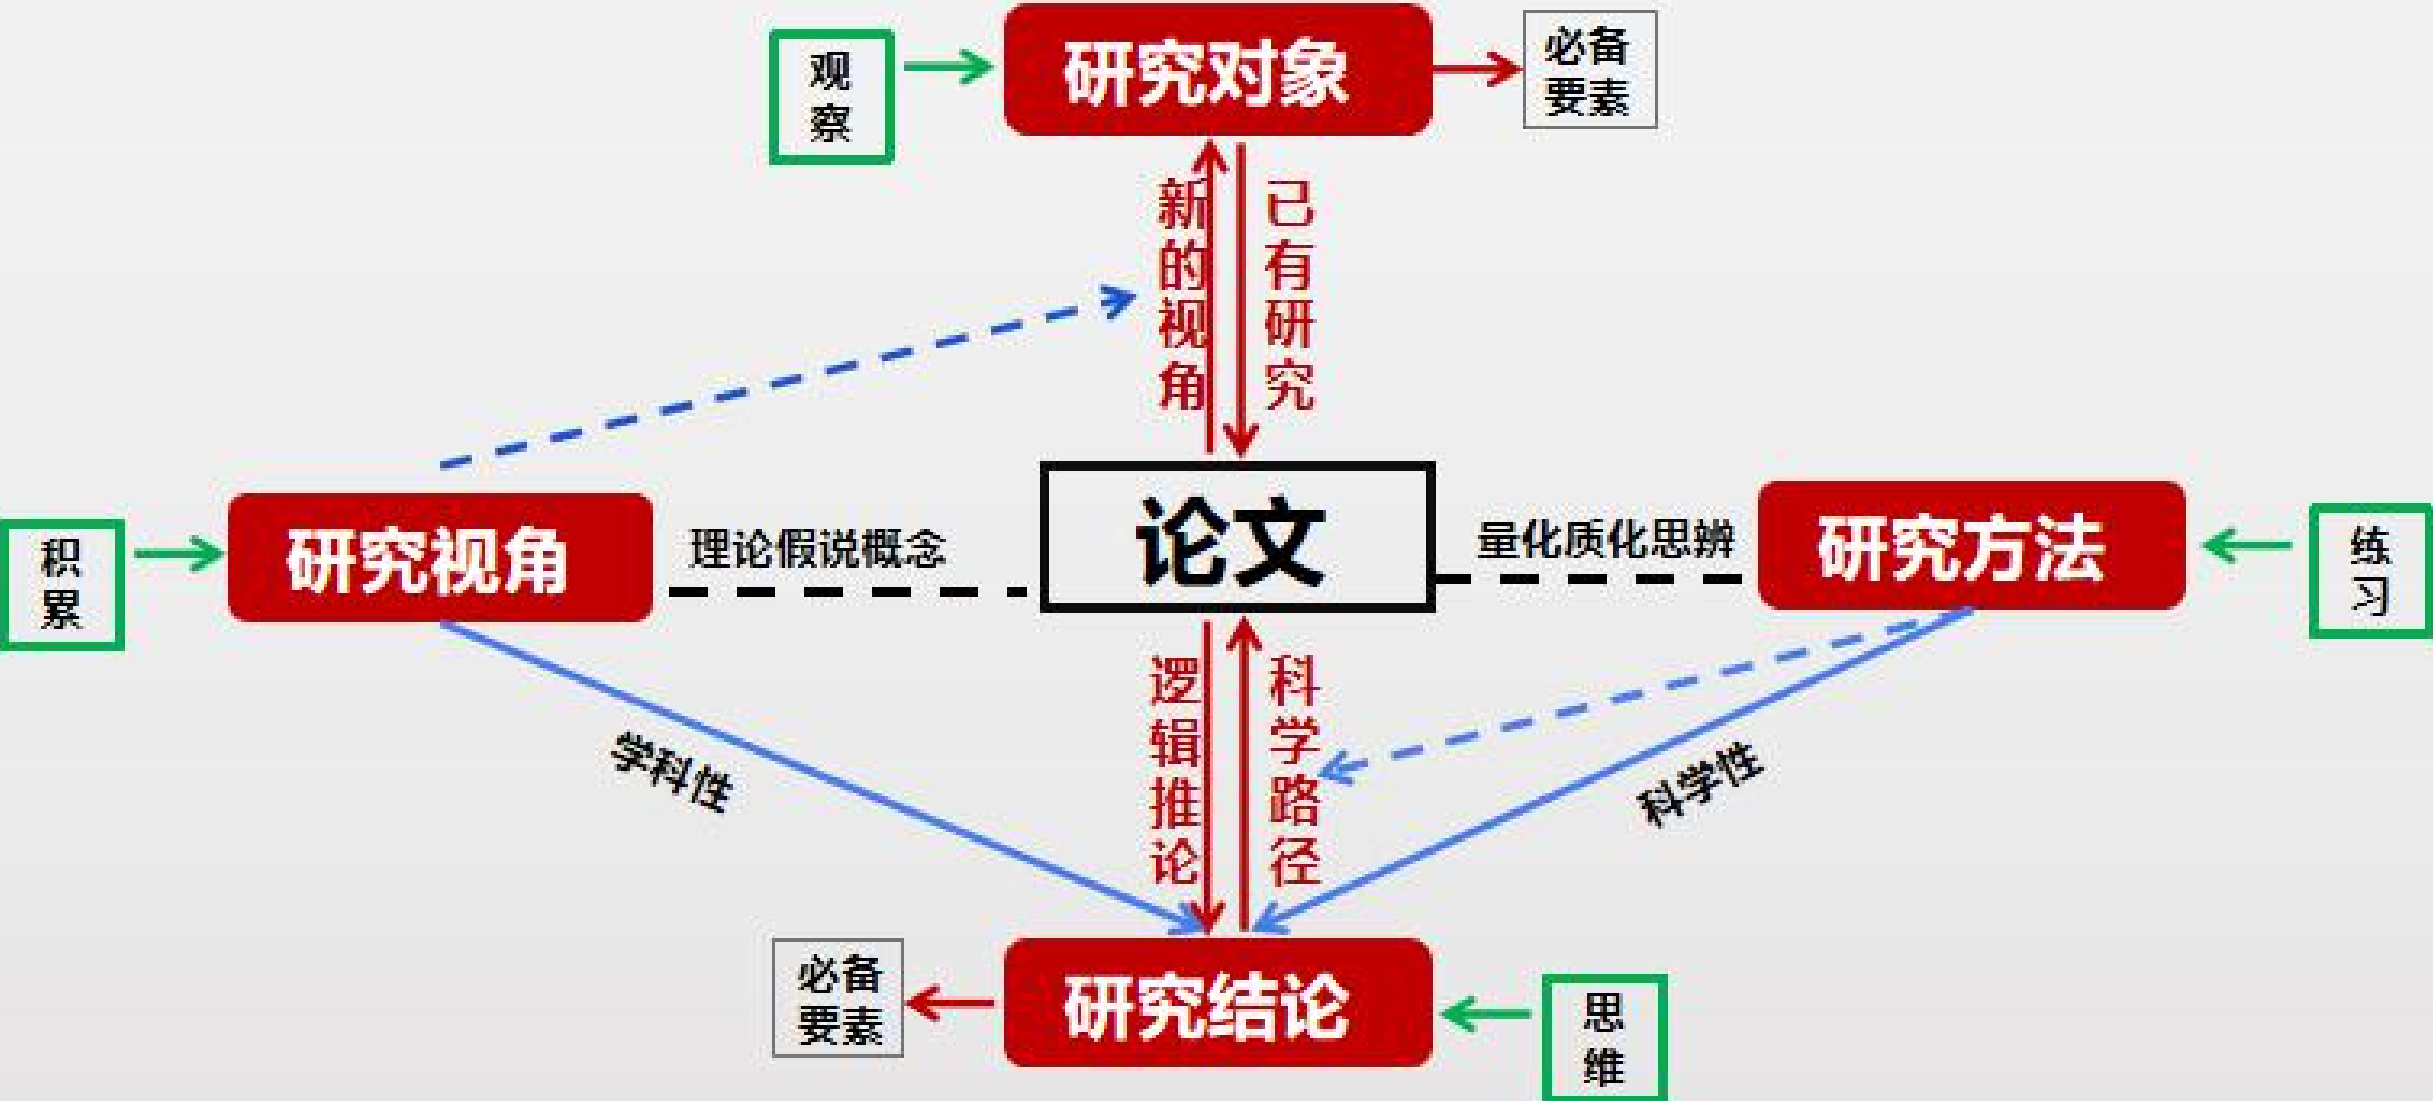 研究对象
必备
要素
观
察
新的视角
已有研究
研究视角
积
累
理论假说概念
论文
量化质化思辨
研究方法
练
习
学科性
逻辑推论
科学路径
科学性
必备
要素
研究结论
思
维